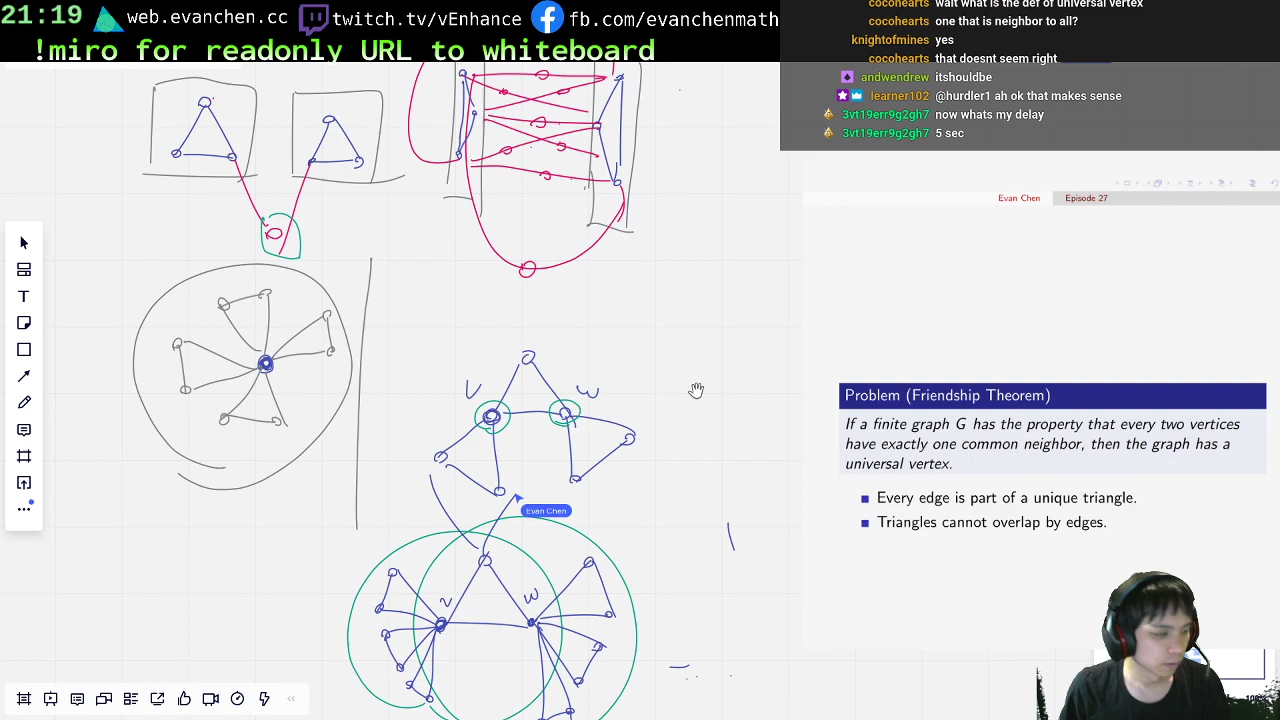 21:19 web.evanchen.cc twitch.tv/vEnhance fb.com/evanchenmath
!miro for readonly URL to whiteboard
cocohearts wait what is the def of universal vertex
cocohearts one that is neighbor to all?
knightofmines yes
cocohearts that doesnt seem right
andwendrew itshouldbe
learner102 @hurdler1 ah ok that makes sense
3vt19err9g2gh7 now whats my delay
3vt19err9g2gh7 5 sec
Evan Chen Episode 27
Problem (Friendship Theorem)
If a finite graph G has the property that every two vertices
have exactly one common neighbor, then the graph has a
universal vertex.
Every edge is part of a unique triangle.
Triangles cannot overlap by edges.
T
V w
Evan Chen
v w